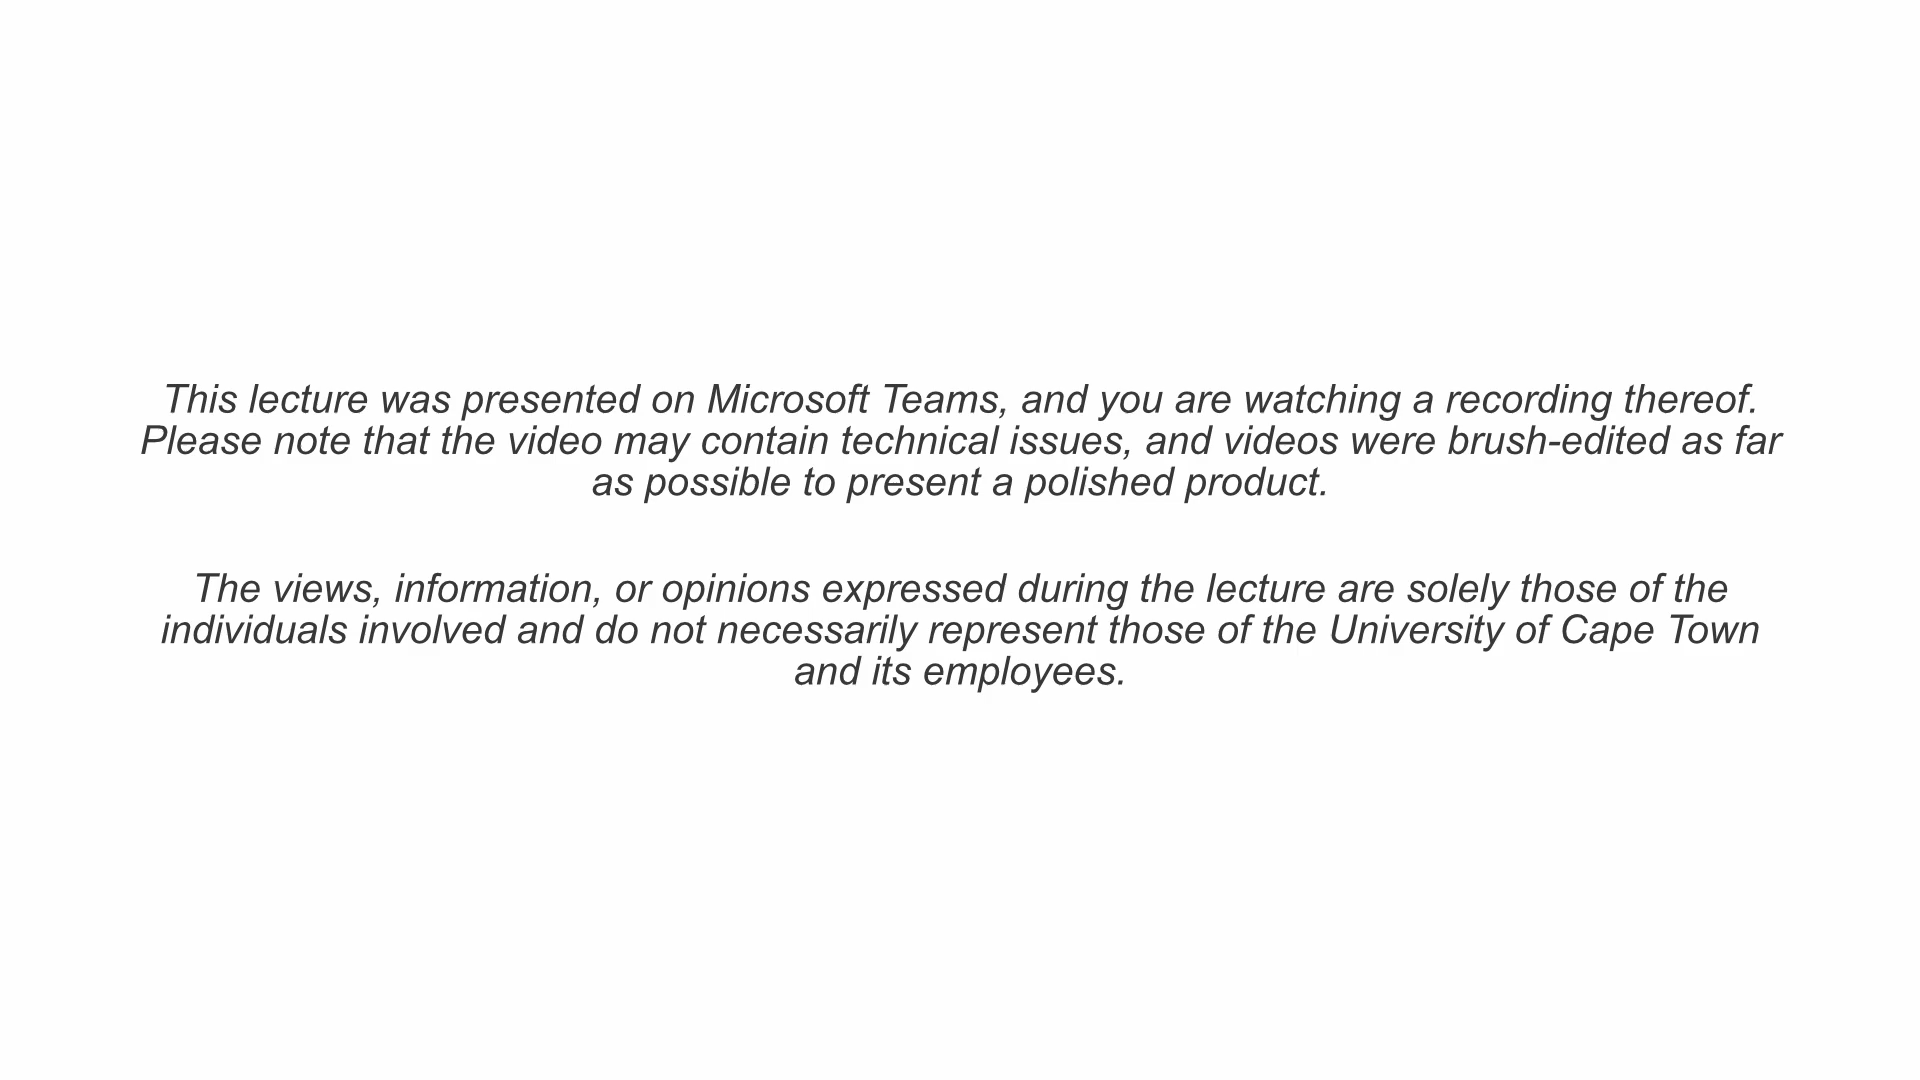 This lecture was presented on Microsoft Teams, and you are watching a recording thereof.
Please note that the video may contain technical issues, and videos were brush-edited as far
as possible to present a polished product.
The views, information, or opinions expressed during the lecture are solely those of the
individuals involved and do not necessarily represent those of the University of Cape Town
and its employees.